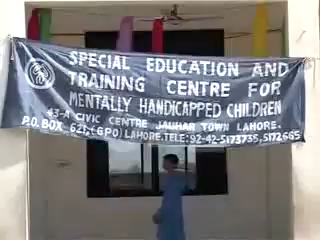 SPECIAL EDUCATION AND
TRAINING CENTRE FOR
MENTALLY HANDICAPPED CHILDREN
43-A CIVIC CENTRE JAUHAR TOWN LAHORE.
P.O. BOX 621, (GPO) LAHORE. TELE: 92-42-5173735, 5172665